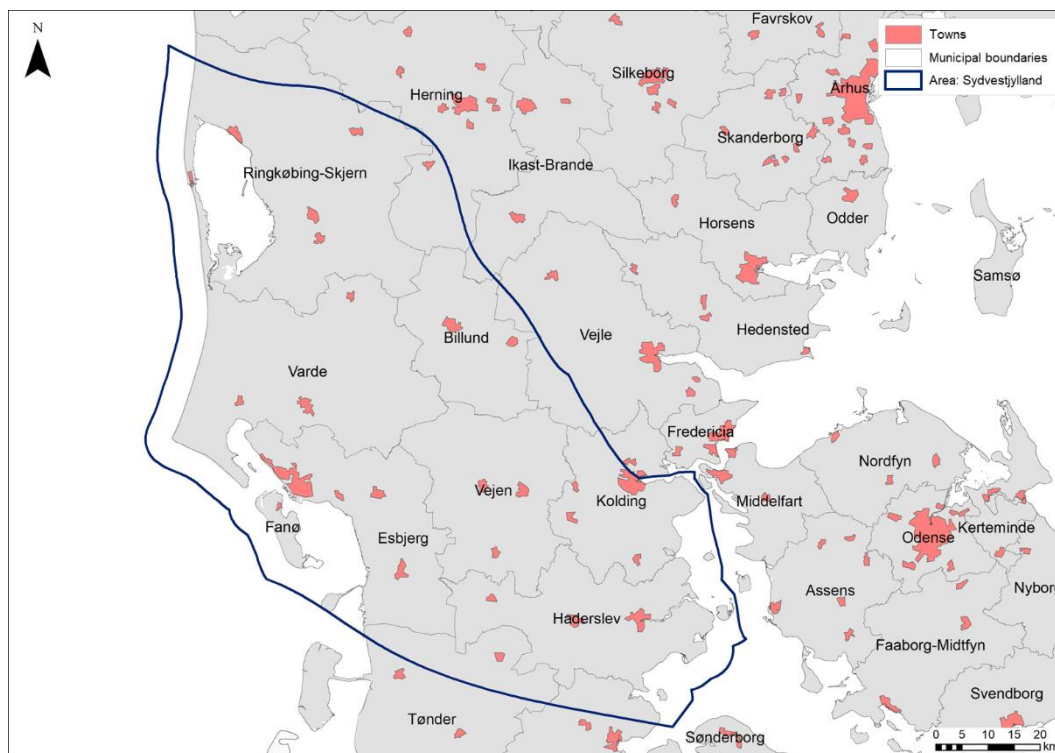 N
Favrskov
Towns
Municipal boundaries
Area: Sydvestjylland
Silkeborg
Århus
Herning
Skanderborg
Ikast-Brande
Ringkøbing-Skjern
Horsens
Odder
Samsø
Hedensted
Vejle
Billund
Varde
Fredericia
Nordfyn
Vejen
Kolding
Middelfart
Kerteminde
Fanø
Esbjerg
Odense
Assens
Nyborg
Haderslev
Faaborg-Midtfyn
Svendborg
Tønder
Sønderborg
0 5 10 20